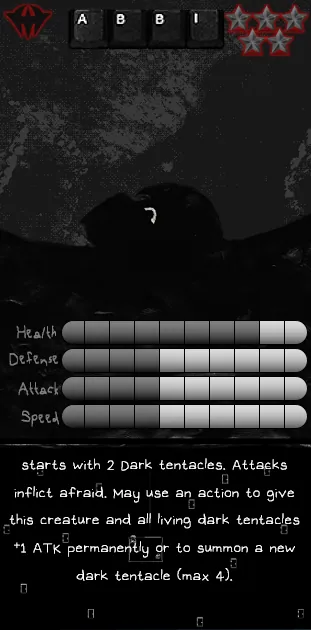 A B B I
Health
Defense
Attack
Speed
starts with 2 Dark tentacles. Attacks
inflict afraid. May use an action to give
this creature and all living dark tentacles
+1 ATK permanently or to summon a new
dark tentacle (max 4).